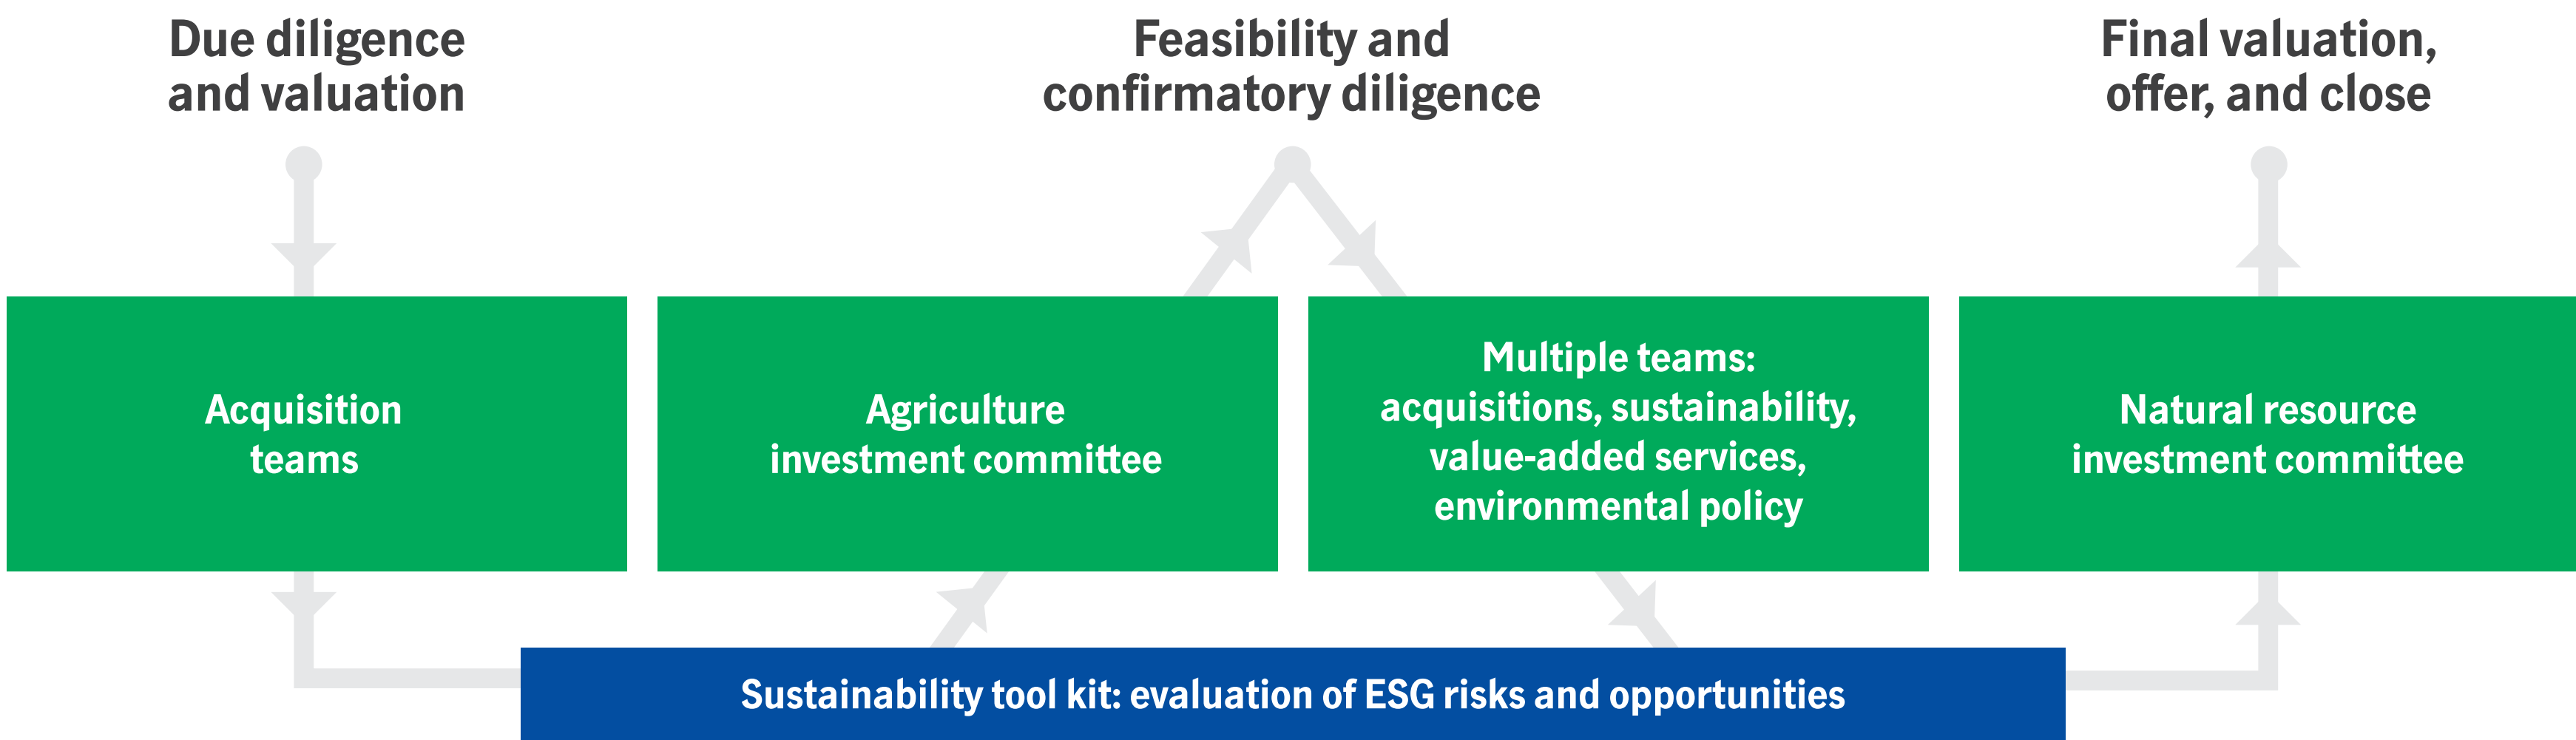 Due diligence
and valuation
Feasibility and
confirmatory diligence
Final valuation,
offer, and close
Acquisition
teams
Agriculture
investment committee
Multiple teams:
acquisitions, sustainability,
value-added services,
environmental policy
Natural resource
investment committee
Sustainability tool kit: evaluation of ESG risks and opportunities